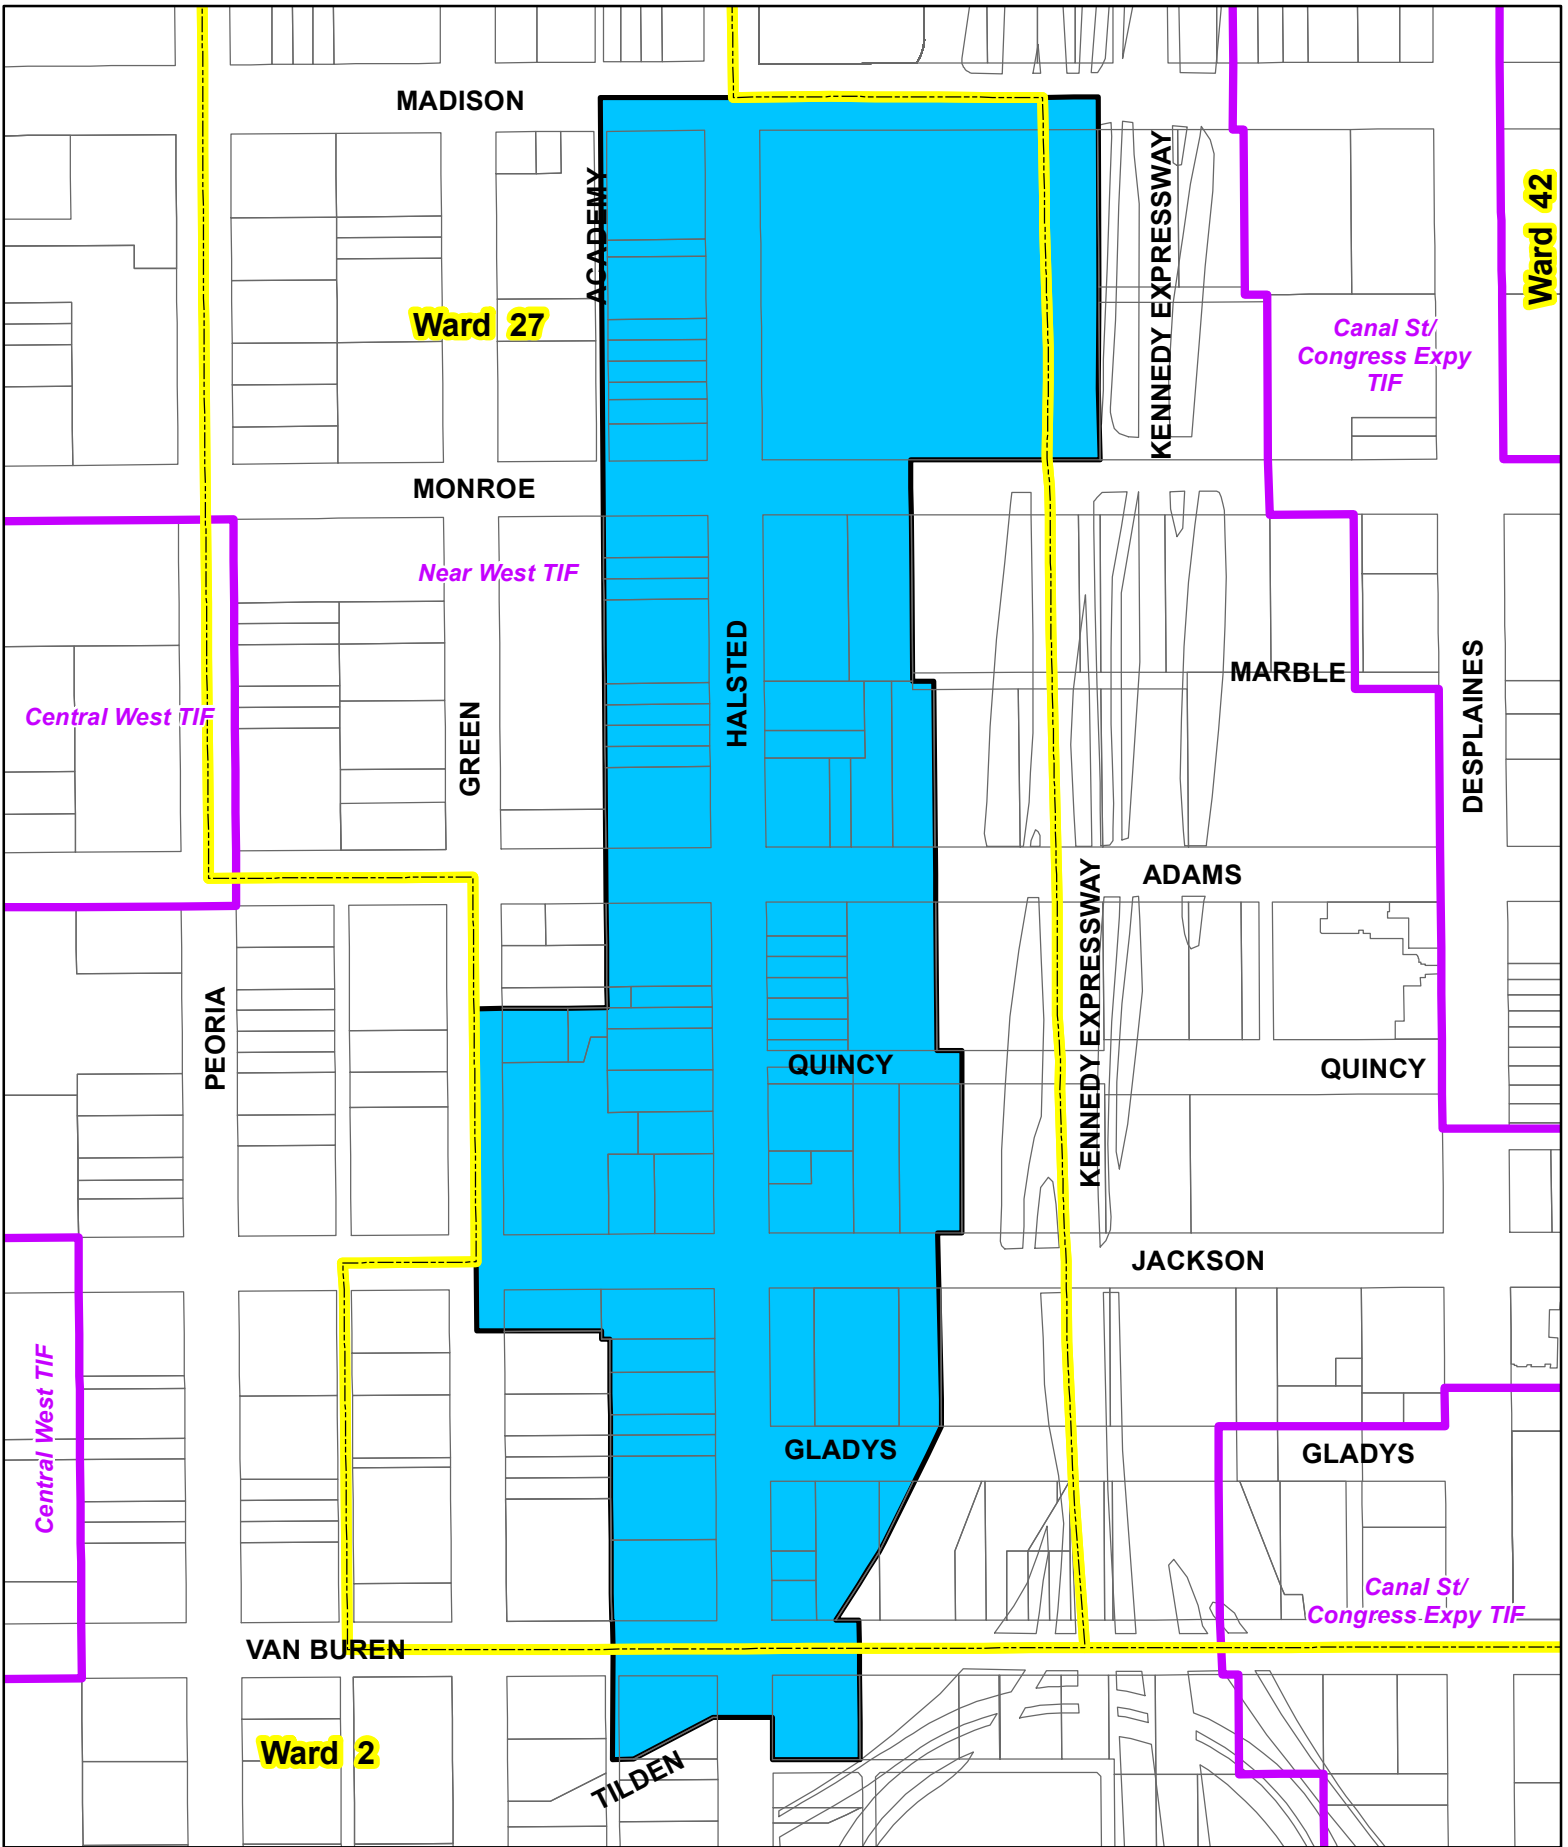 MADISON
ACADEMY
KENNEDY EXPRESSWAY
Ward 42
Ward 27
Canal St/
Congress Expy
TIF
MONROE
Near West TIF
HALSTED
MARBLE
DESPLAINES
Central West TIF
GREEN
ADAMS
KENNEDY EXPRESSWAY
PEORIA
QUINCY
QUINCY
JACKSON
Central West TIF
GLADYS
GLADYS
Canal St/
Congress Expy TIF
VAN BUREN
Ward 2
TILDEN